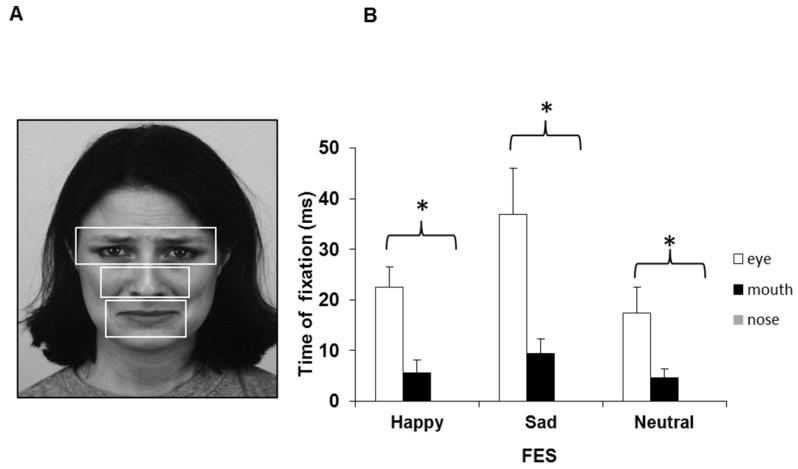 A
B
Time of fixation (ms)
50
40
30
20
10
0
*
*
*
Happy
Sad
Neutral
FES
eye
mouth
nose